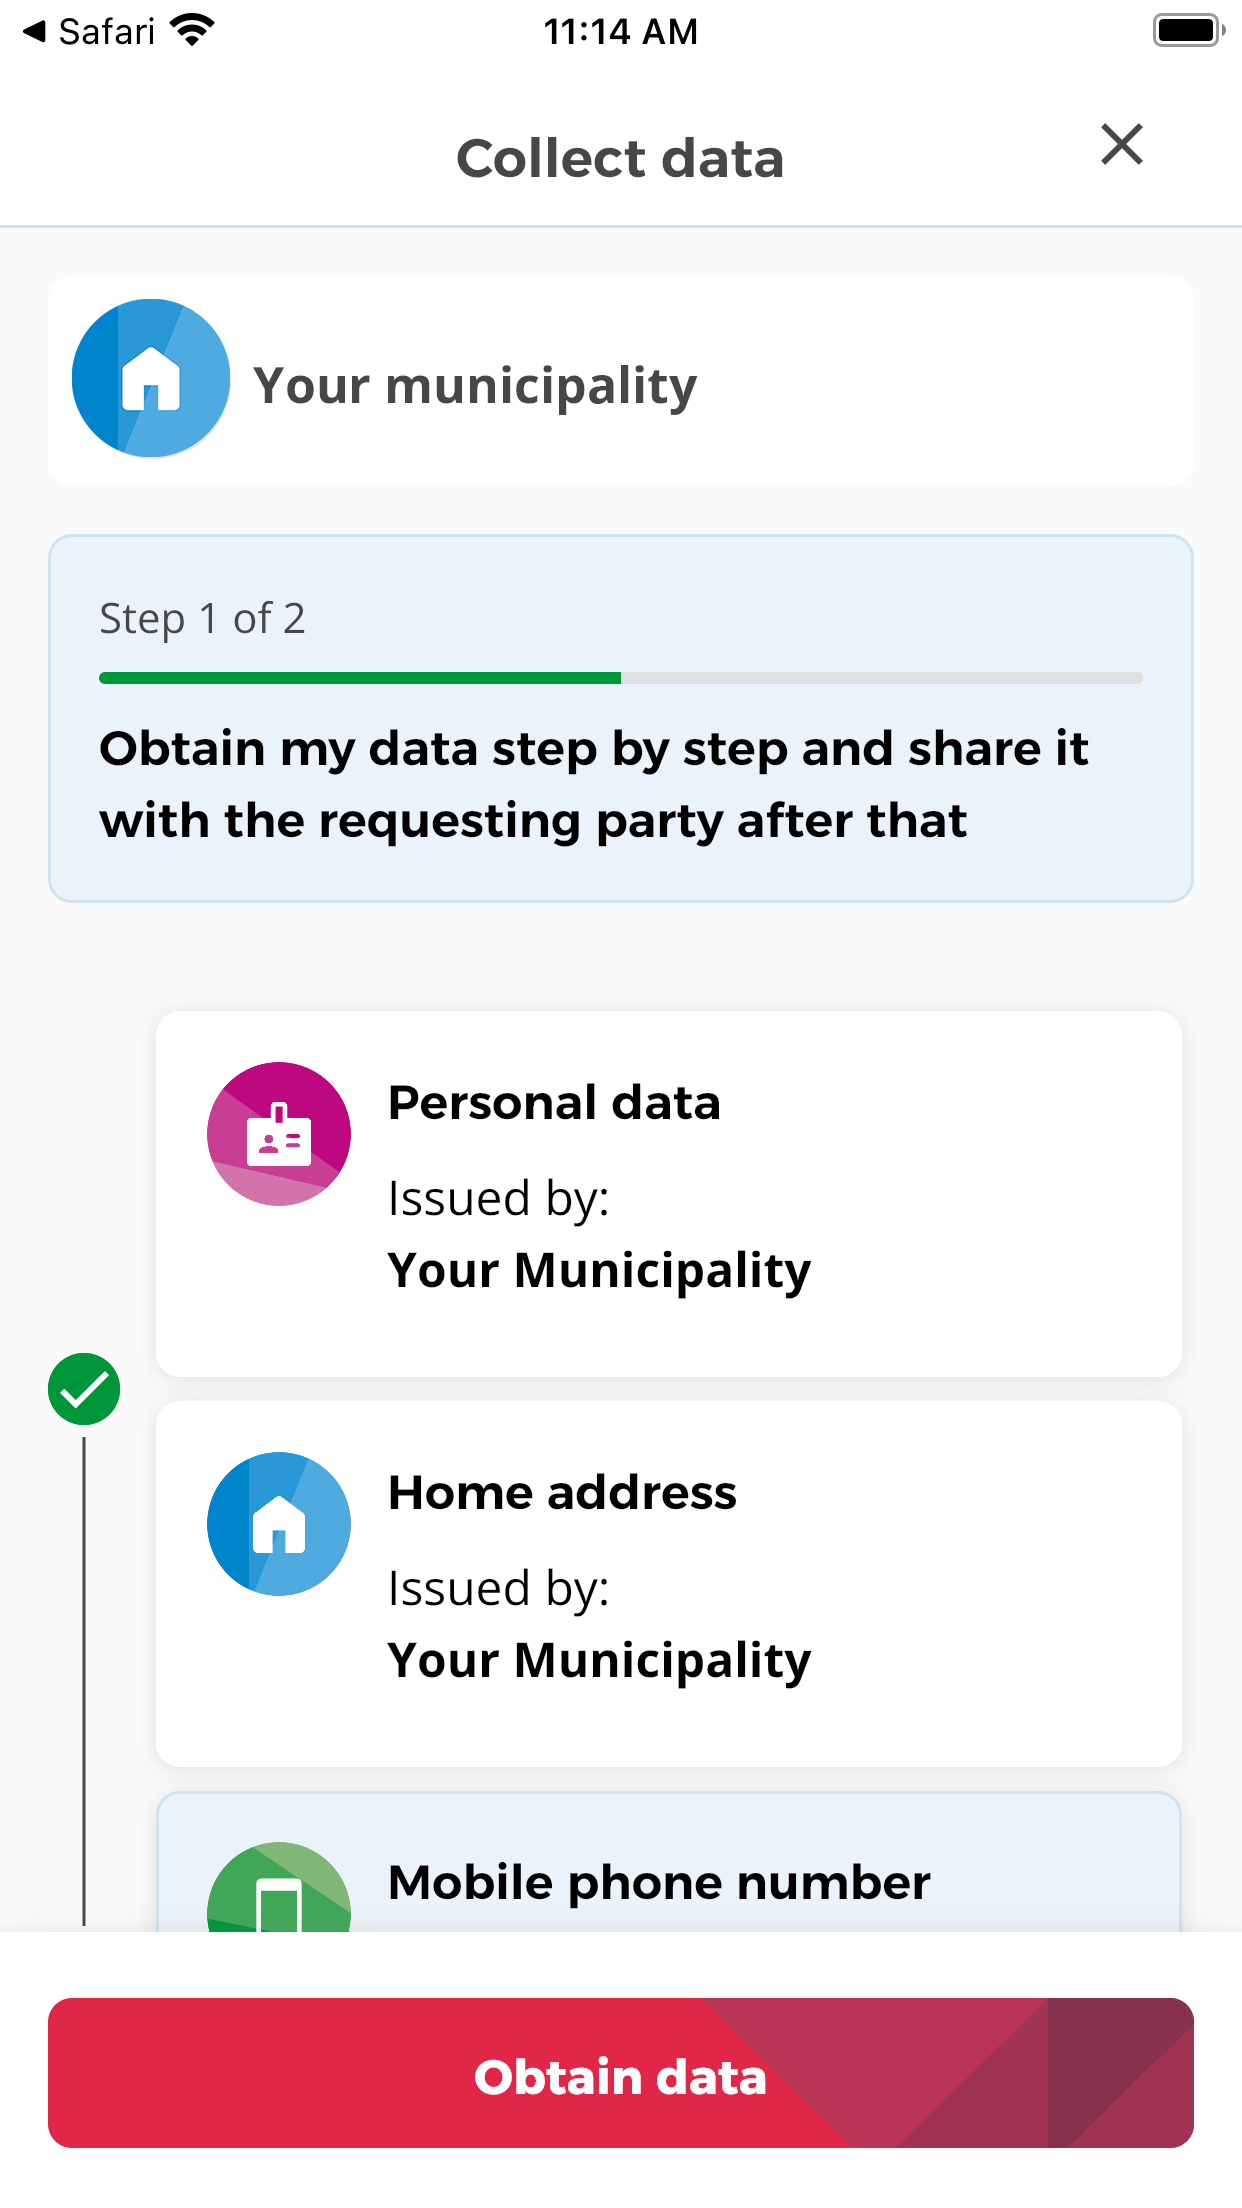 Safari
11:14 AM
Collect data
Your municipality
Step 1 of 2
Obtain my data step by step and share it
with the requesting party after that
Personal data
Issued by:
Your Municipality
Home address
Issued by:
Your Municipality
Mobile phone number
Obtain data